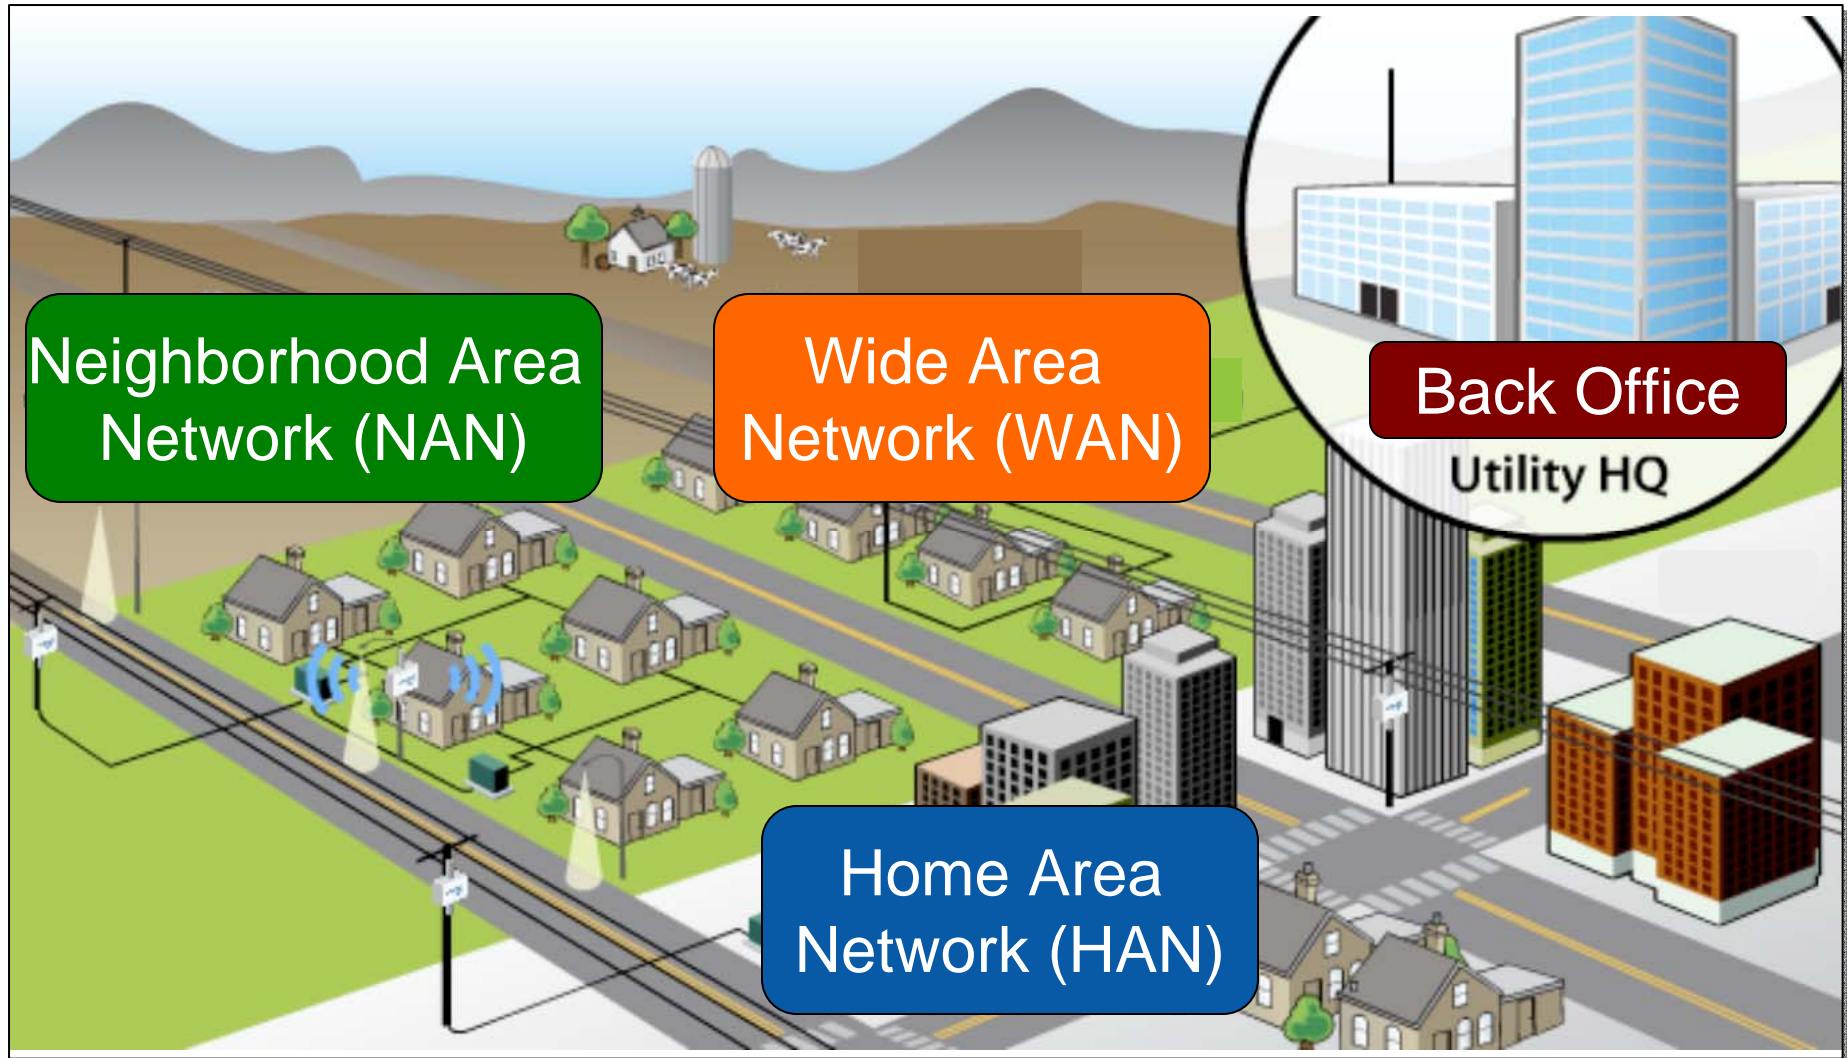 Neighborhood Area
Network (NAN)
Wide Area
Network (WAN)
Back Office
Utility HQ
Home Area
Network (HAN)